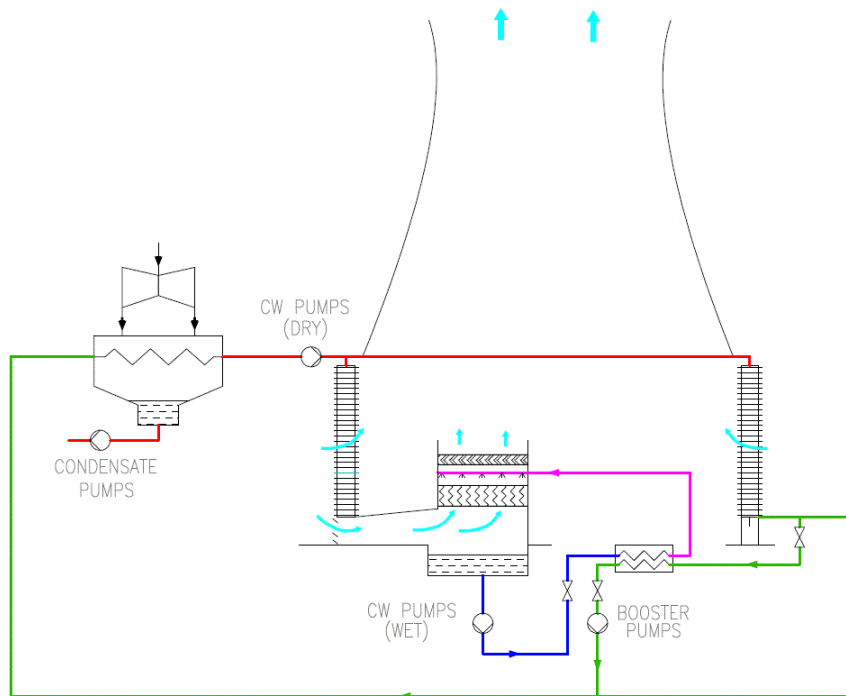 CW PUMPS
(DRY)
CONDENSATE
PUMPS
CW PUMPS
(WET)
BOOSTER
PUMPS